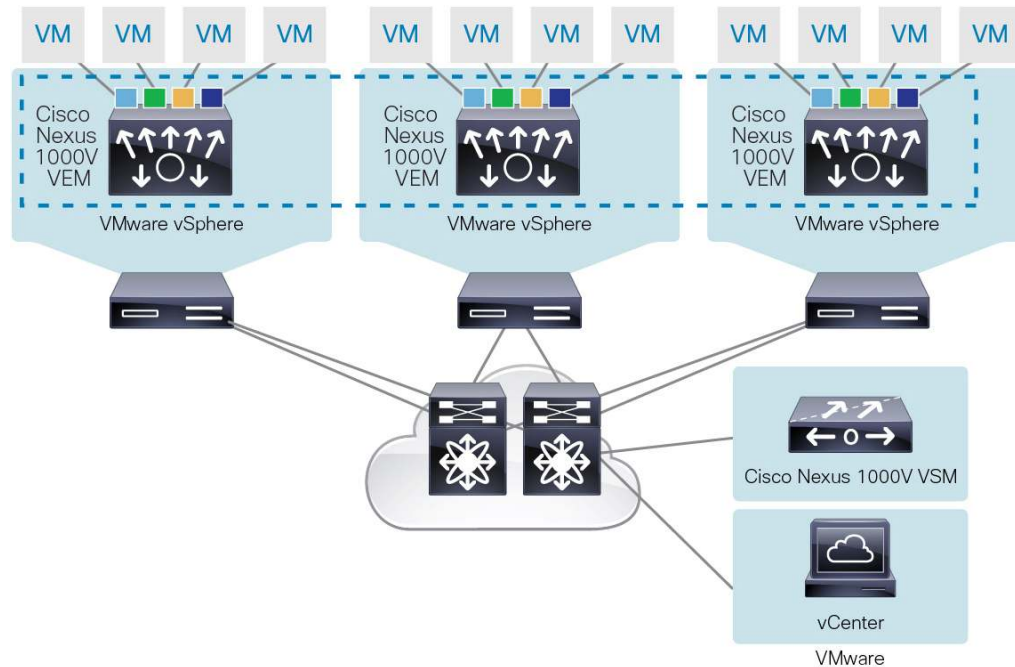 VM VM VM VM VM VM VM VM VM VM VM VM
Cisco
Nexus
1000V
VEM
Cisco
Nexus
1000V
VEM
Cisco
Nexus
1000V
VEM
VMware vSphere
VMware vSphere
VMware vSphere
Cisco Nexus 1000V VSM
vCenter
VMware